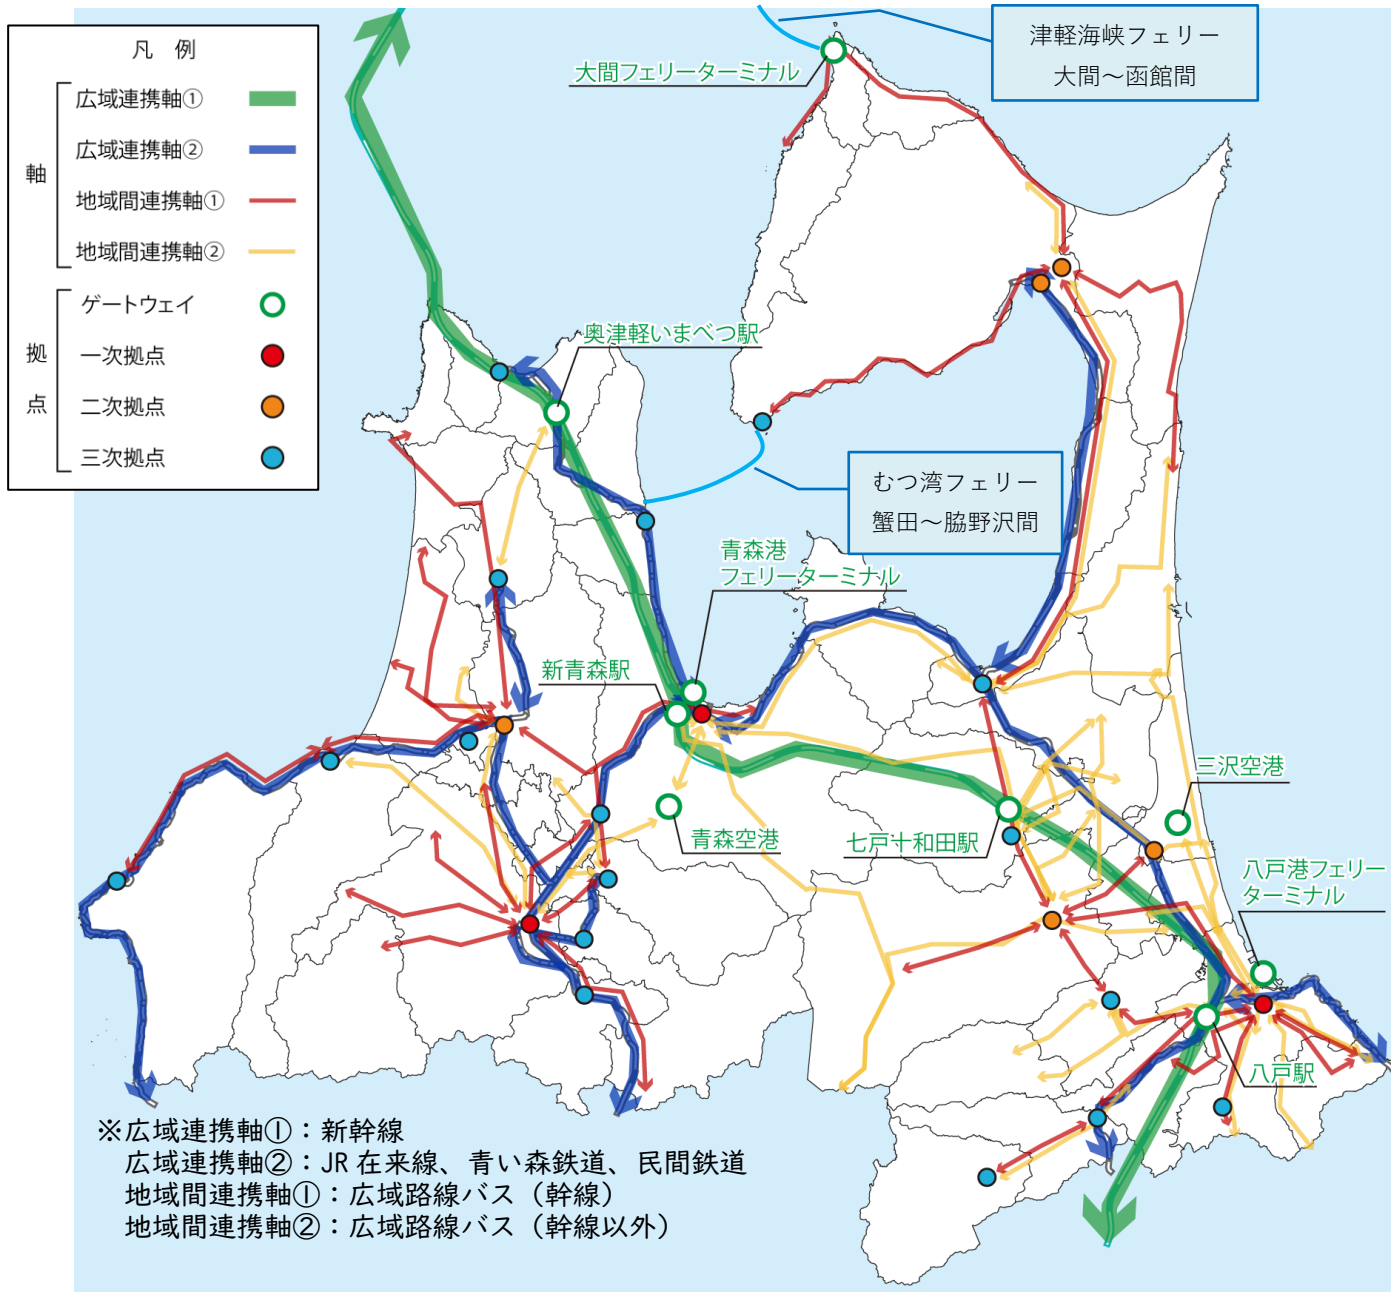 凡 例
軸
広域連携軸①
広域連携軸②
地域間連携軸①
地域間連携軸②
拠点
ゲートウェイ
一次拠点
二次拠点
三次拠点
津軽海峡フェリー
大間～函館間
大間フェリーターミナル
奥津軽いまべつ駅
むつ湾フェリー
蟹田～脇野沢間
青森港
フェリーターミナル
新青森駅
三沢空港
青森空港
七戸十和田駅
八戸港フェリー
ターミナル
八戸駅
※広域連携軸①：新幹線
広域連携軸②：JR 在来線、青い森鉄道、民間鉄道
地域間連携軸①：広域路線バス（幹線）
地域間連携軸②：広域路線バス（幹線以外）